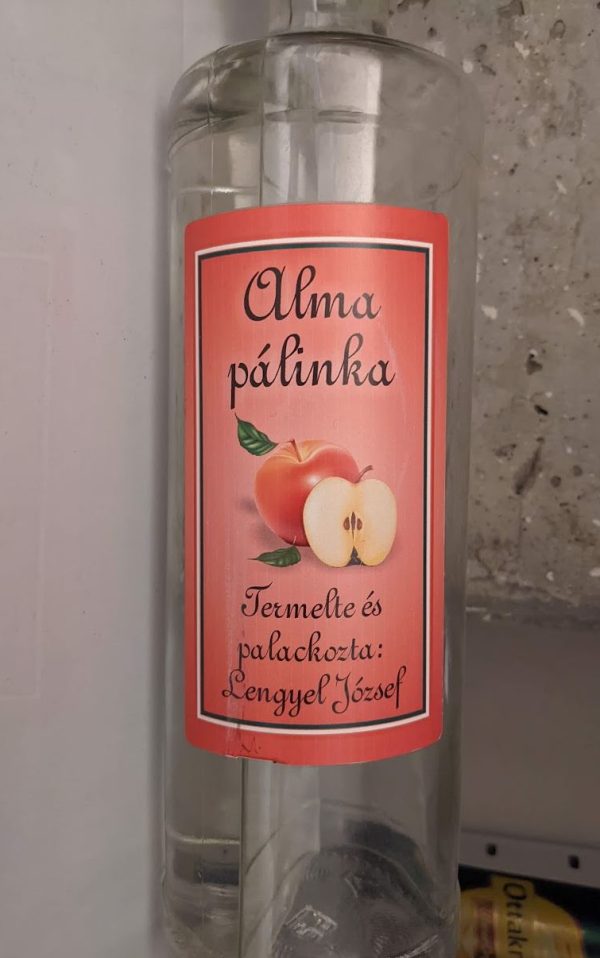 Alma
pálinka
Termelte és
palackozta:
Lengyel József